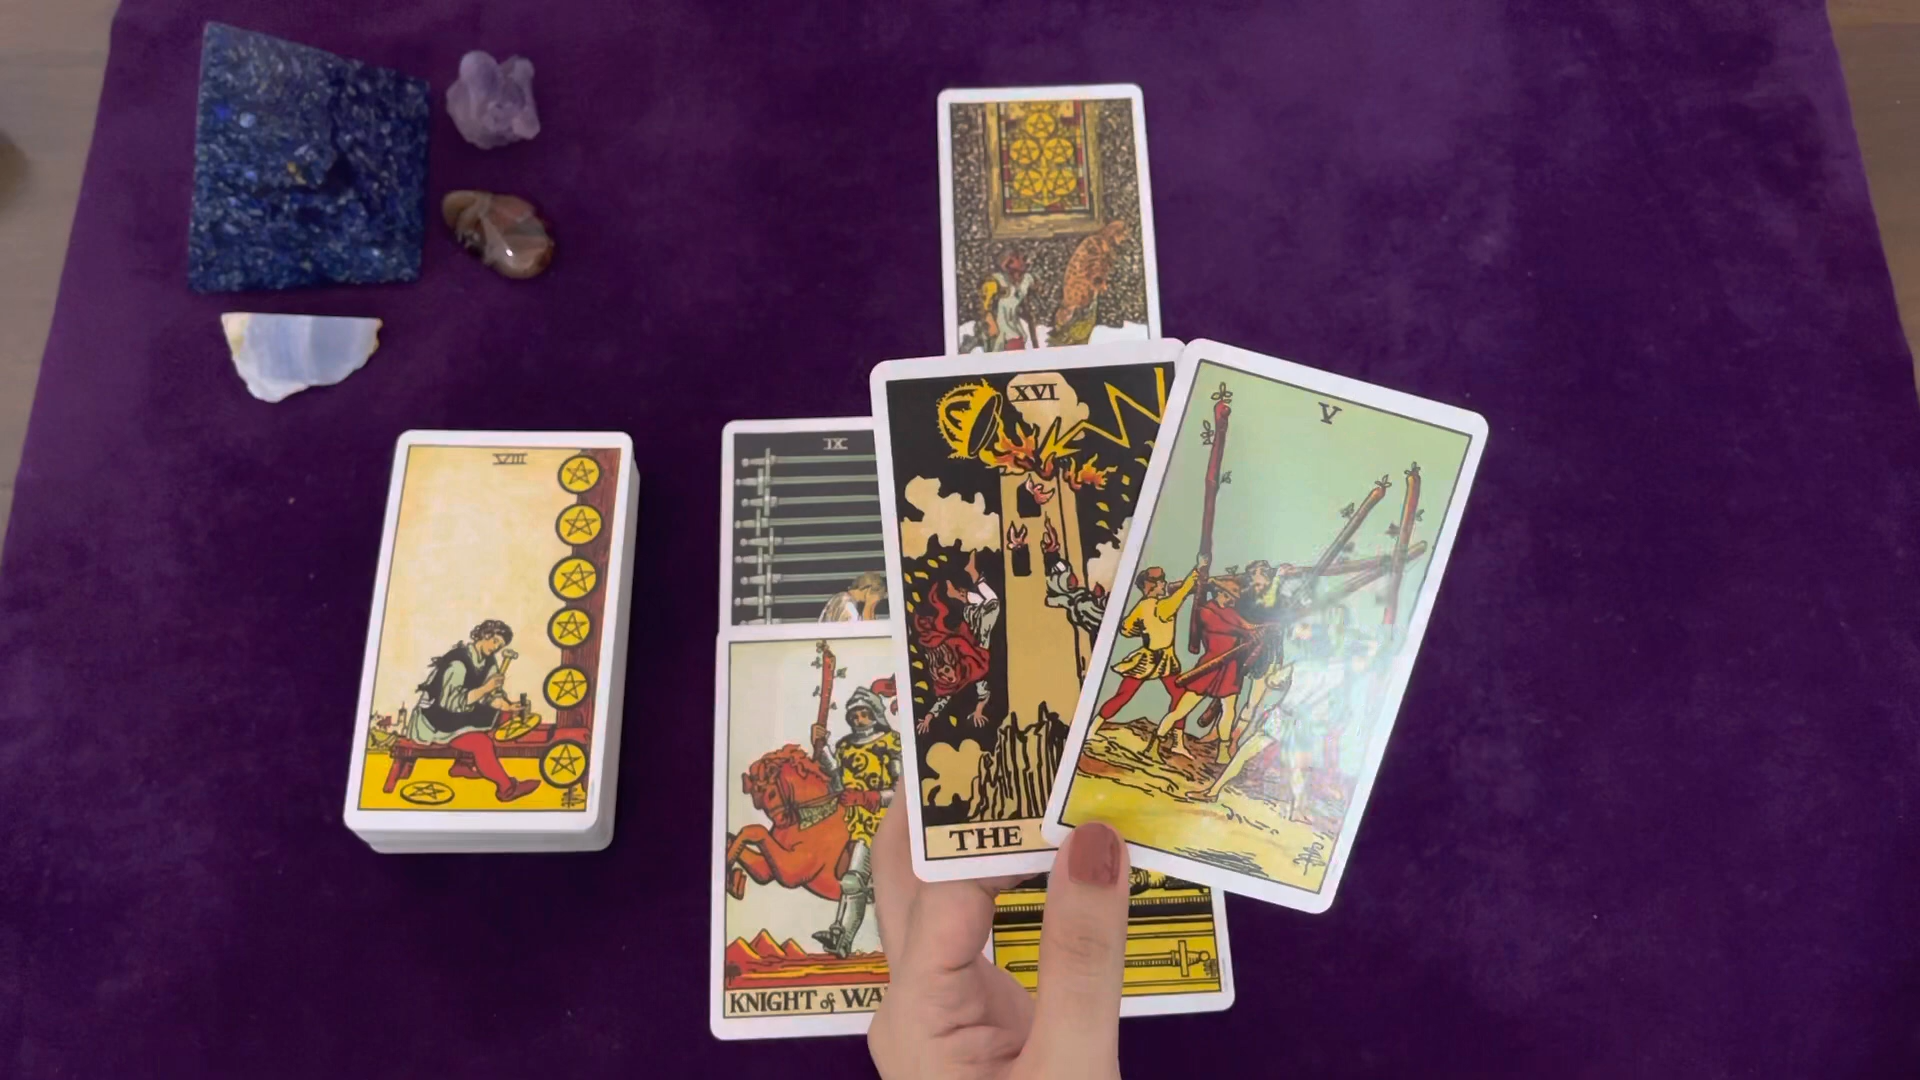 XVI
V
IX
VIII
THE
KNIGHT of WA